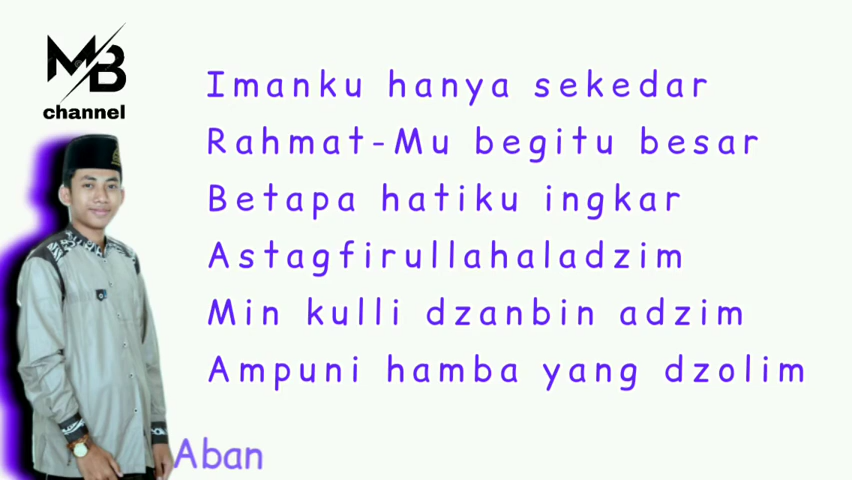 MB
channel
Imanku hanya sekedar
Rahmat-Mu begitu besar
Betapa hatiku ingkar
Astagfirullahaladzim
Min kulli dzanbin adzim
Ampuni hamba yang dzolim
Aban